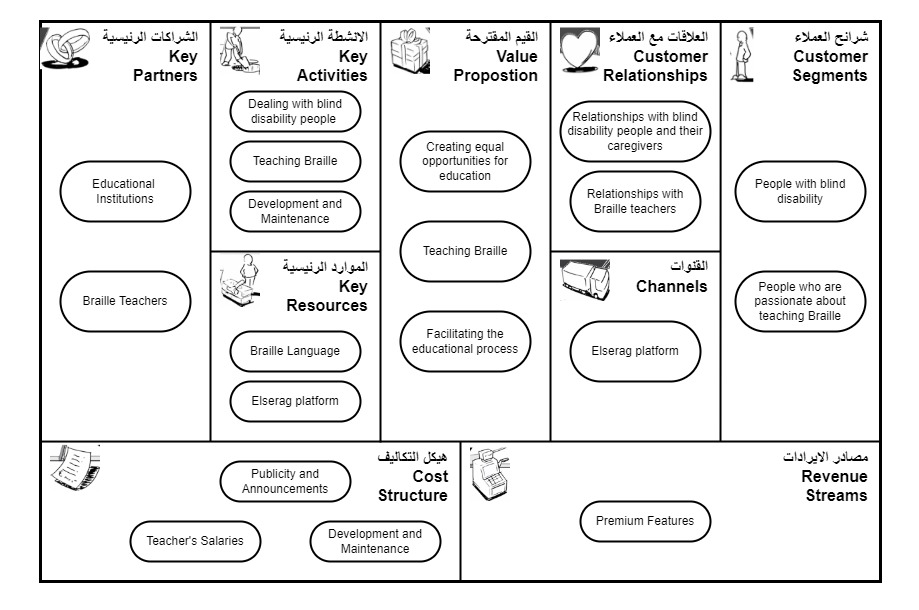 الشراكات الرئيسية
Key
Partners
Educational
Institutions
Braille Teachers
الانشطة الرئيسية
Key
Activities
Dealing with blind
disability people
Teaching Braille
Development and
Maintenance
الموارد الرئيسية
Key
Resources
Braille Language
Elserag platform
القيم المقترحة
Value
Propostion
Creating equal
opportunities for
education
Teaching Braille
Facilitating the
educational process
العلاقات مع العملاء
Customer
Relationships
Relationships with blind
disability people and their
caregivers
Relationships with
Braille teachers
القنوات
Channels
Elserag platform
شرائح العملاء
Customer
Segments
People with blind
disability
People who are
passionate about
teaching Braille
هيكل التكاليف
Cost
Structure
Publicity and
Announcements
Teacher's Salaries
Development and
Maintenance
مصادر الايرادات
Revenue
Streams
Premium Features